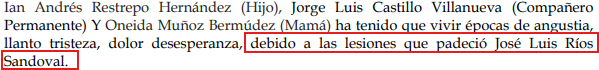 Ian Andrés Restrepo Hernández (Hijo), Jorge Luis Castillo Villanueva (Compañero
Permanente) Y Oneida Muñoz Bermúdez (Mamá) ha tenido que vivir épocas de angustia,
llanto tristeza, dolor desesperanza, debido a las lesiones que padeció José Luis Ríos
Sandoval.